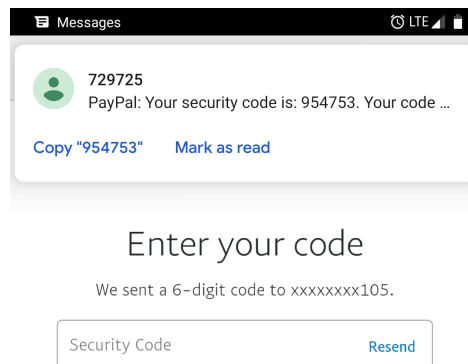 Messages LTE
729725
PayPal: Your security code is: 954753. Your code ...
Copy "954753" Mark as read
Enter your code
We sent a 6-digit code to xxxxxxxx105.
Security Code Resend